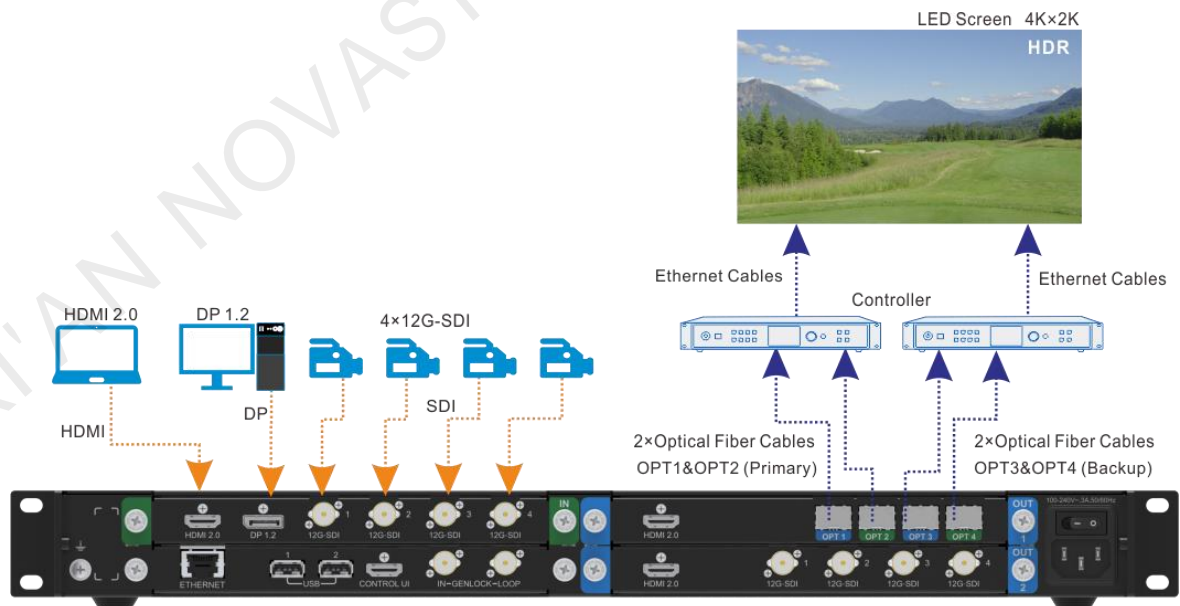 LED Screen 4K×2K
HDR
Ethernet Cables
Ethernet Cables
Controller
HDMI 2.0
DP 1.2
4×12G-SDI
HDMI
DP
SDI
2×Optical Fiber Cables
OPT1&OPT2 (Primary)
2×Optical Fiber Cables
OPT3&OPT4 (Backup)
XI'AN NOVAST
IN
OUT
1
100-240V~, 3A, 50/60Hz
HDMI 2.0
DP 1.2
12G-SDI 1
12G-SDI 2
12G-SDI 3
12G-SDI 4
HDMI 2.0
OPT 1
OPT 2
OPT 3
OPT 4
ETHERNET
1 2
USB
CONTROL UI
IN-GENLOCK-LOOP
HDMI 2.0
12G-SDI 1
12G-SDI 2
12G-SDI 3
12G-SDI 4
OUT
2